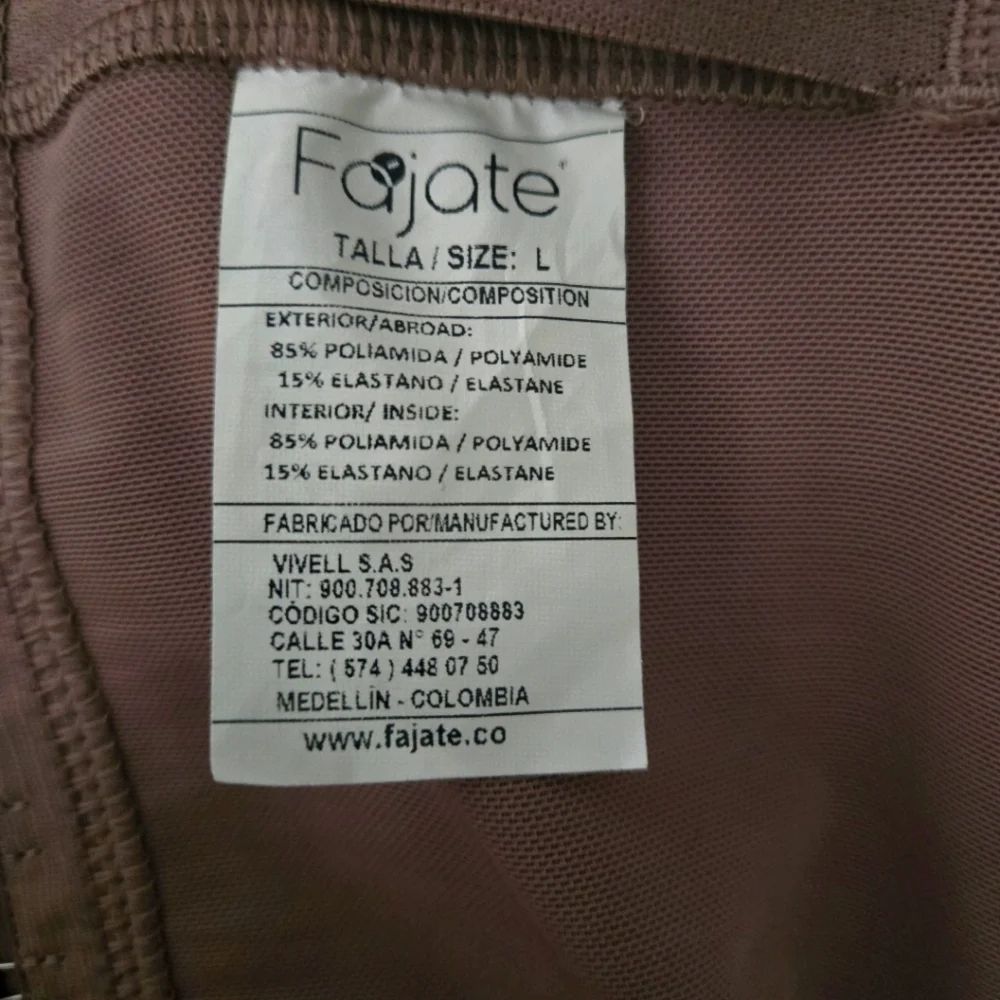 Fajate
TALLA / SIZE: L
COMPOSICIÓN/COMPOSITION
EXTERIOR/ABROAD:
85% POLIAMIDA / POLYAMIDE
15% ELASTANO / ELASTANE
INTERIOR/ INSIDE:
85% POLIAMIDA / POLYAMIDE
15% ELASTANO / ELASTANE
FABRICADO POR/MANUFACTURED BY:
VIVELL S.A.S
NIT: 900.708.883-1
CÓDIGO SIC: 900708883
CALLE 30A N° 69 - 47
TEL: ( 574 ) 448 07 50
MEDELLÍN - COLOMBIA
www.fajate.co